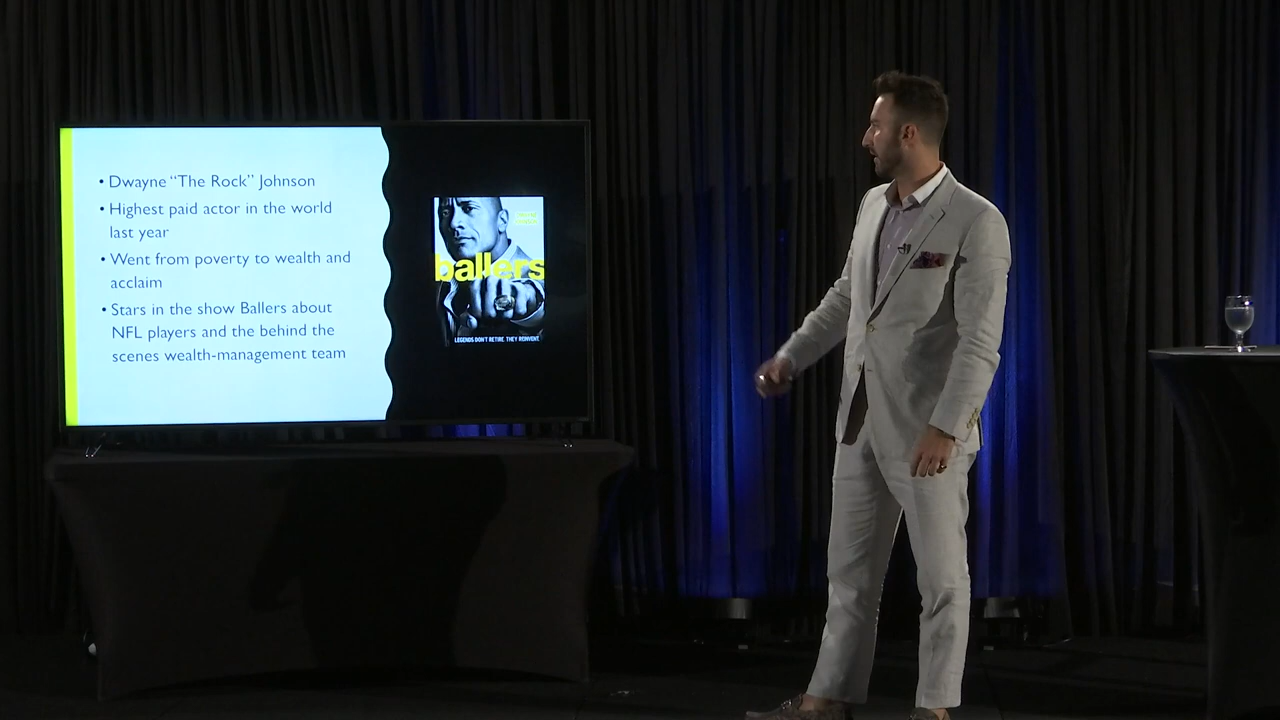 • Dwayne “The Rock” Johnson
• Highest paid actor in the world
last year
• Went from poverty to wealth and
acclaim
• Stars in the show Ballers about
NFL players and the behind the
scenes wealth-management team
ballers
LEGENDS DON'T RETIRE. THEY REINVENT.